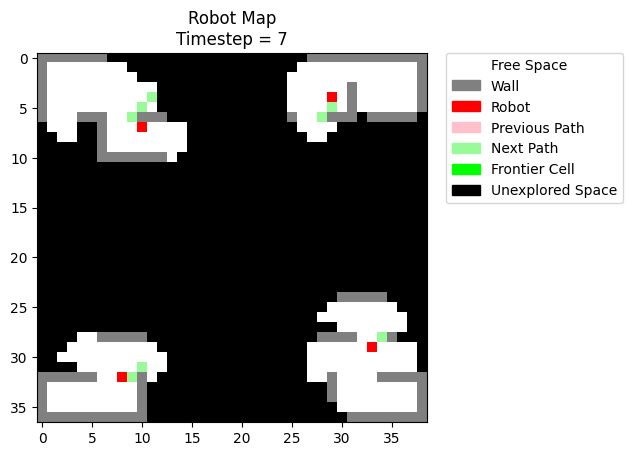 Robot Map
Timestep = 7
Free Space
Wall
Robot
Previous Path
Next Path
Frontier Cell
Unexplored Space
0
5
10
15
20
25
30
35
0
5
10
15
20
25
30
35